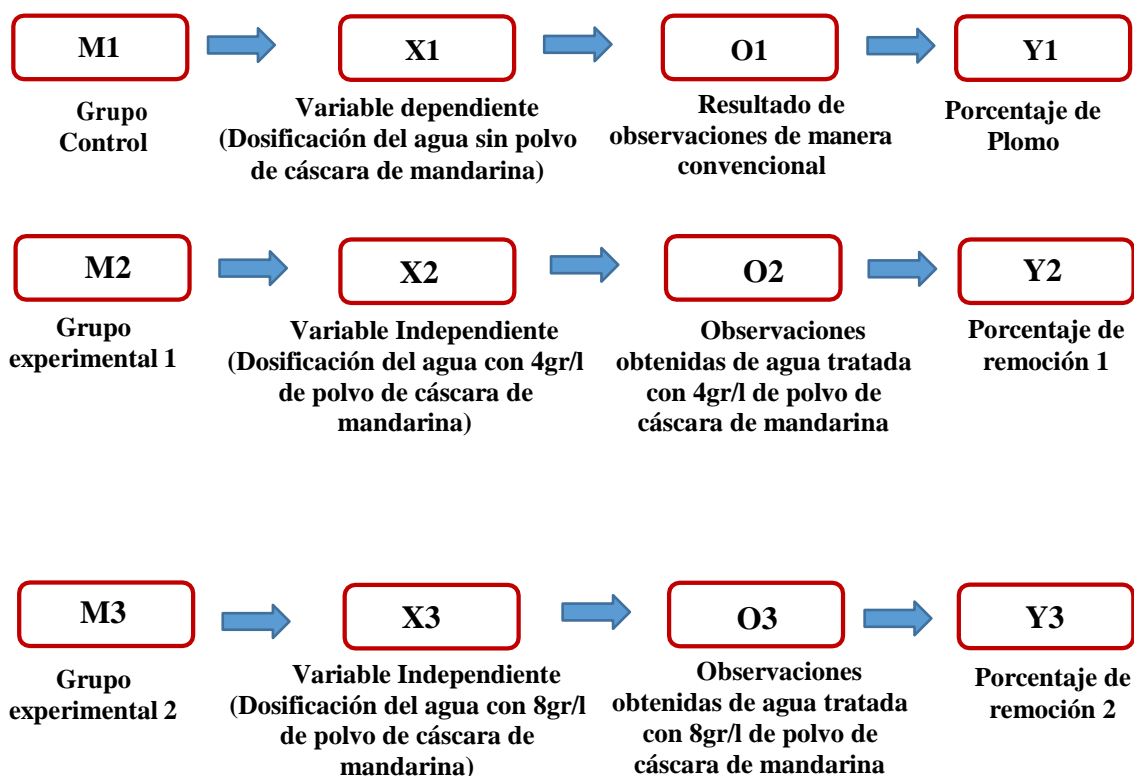 M1
X1
O1
Y1
Grupo
Control
Variable dependiente
(Dosificación del agua sin polvo
de cáscara de mandarina)
Resultado de
observaciones de manera
convencional
Porcentaje de
Plomo
M2
X2
O2
Y2
Grupo
experimental 1
Variable Independiente
(Dosificación del agua con 4gr/l
de polvo de cáscara de
mandarina)
Observaciones
obtenidas de agua tratada
con 4gr/l de polvo de
cáscara de mandarina
Porcentaje de
remoción 1
M3
X3
O3
Y3
Grupo
experimental 2
Variable Independiente
(Dosificación del agua con 8gr/l
de polvo de cáscara de
mandarina)
Observaciones
obtenidas de agua tratada
con 8gr/l de polvo de
cáscara de mandarina
Porcentaje de
remoción 2